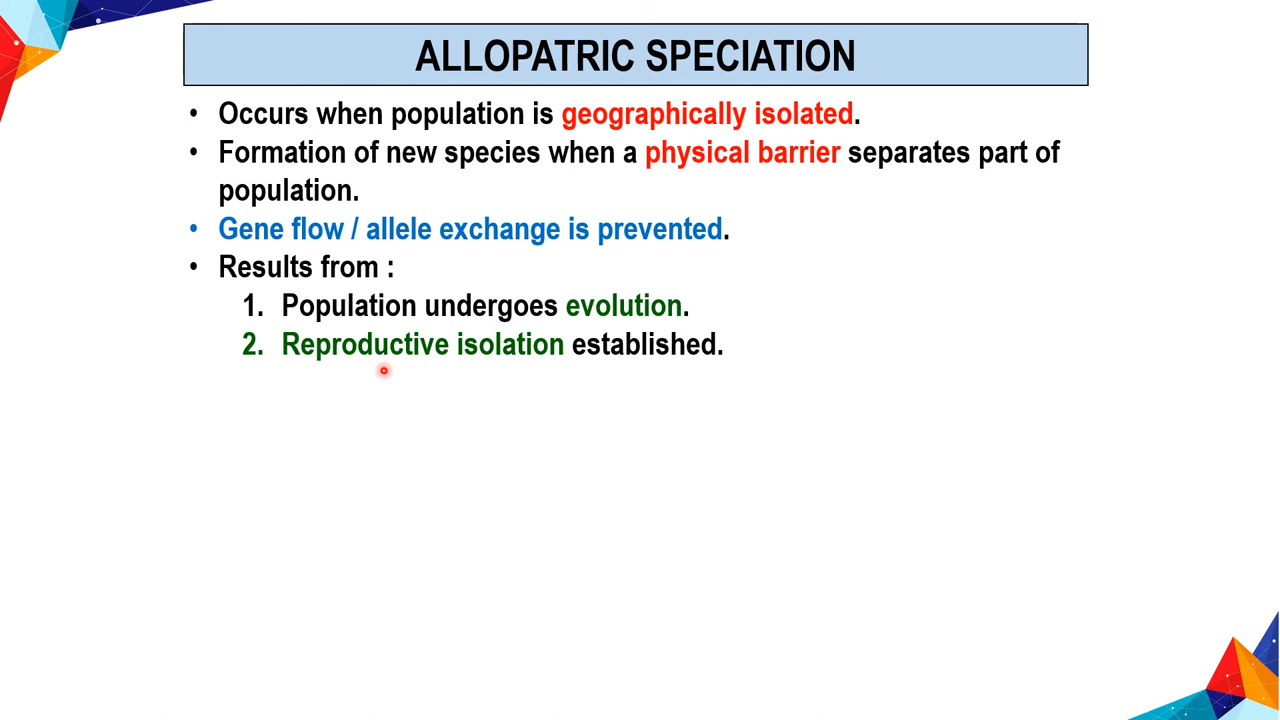 ALLOPATRIC SPECIATION
• Occurs when population is geographically isolated.
• Formation of new species when a physical barrier separates part of
population.
• Gene flow / allele exchange is prevented.
• Results from :
1. Population undergoes evolution.
2. Reproductive isolation established.